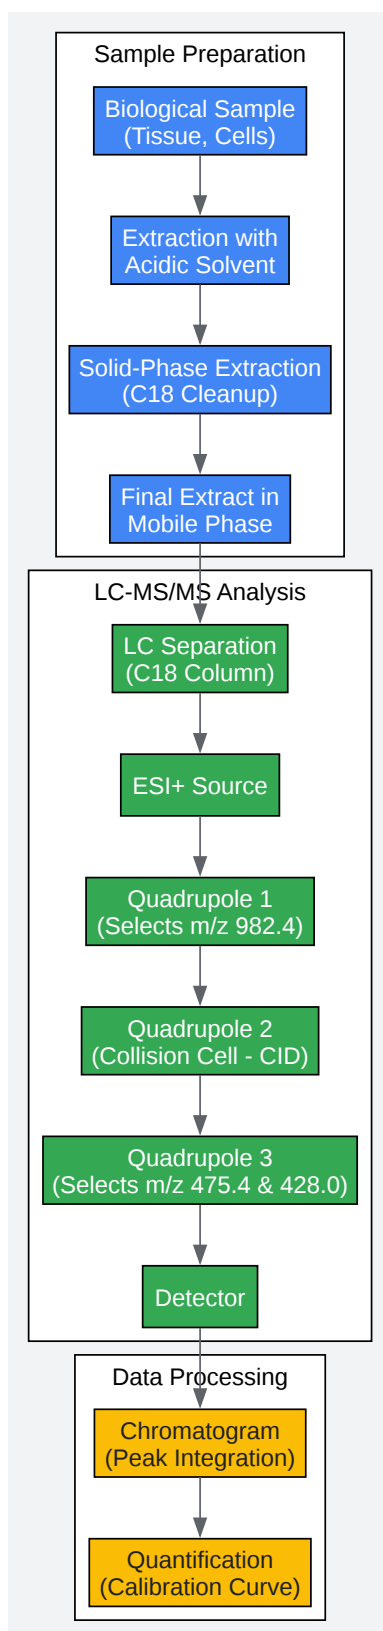 Sample Preparation
Biological Sample
(Tissue, Cells)
Extraction with
Acidic Solvent
Solid-Phase Extraction
(C18 Cleanup)
Final Extract in
Mobile Phase
LC-MS/MS Analysis
LC Separation
(C18 Column)
ESI+ Source
Quadrupole 1
(Selects m/z 982.4)
Quadrupole 2
(Collision Cell - CID)
Quadrupole 3
(Selects m/z 475.4 & 428.0)
Detector
Data Processing
Chromatogram
(Peak Integration)
Quantification
(Calibration Curve)